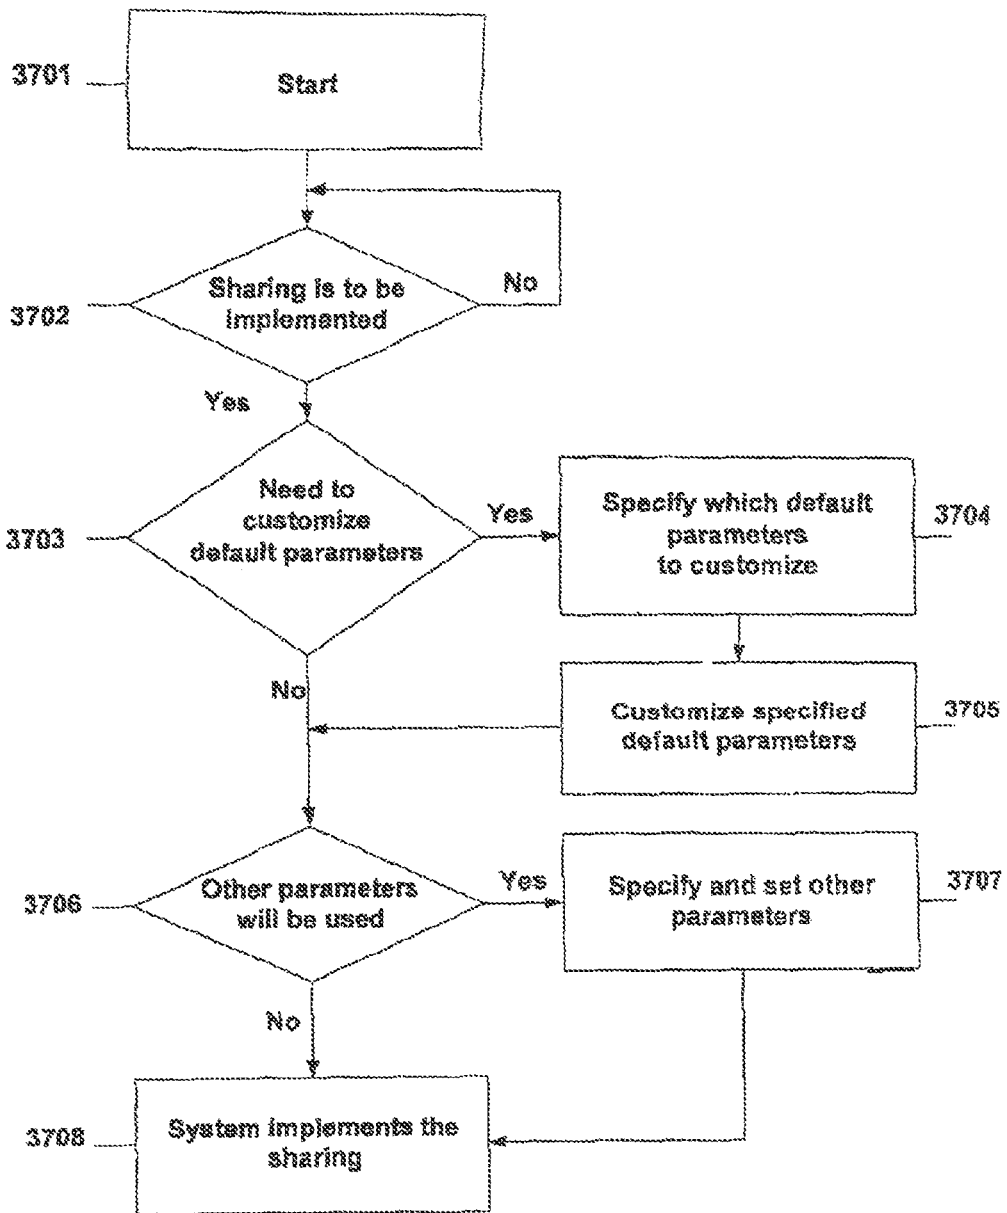 3701
Start
No
Sharing is to be
implemented
3702
Yes
Need to
customize
default parameters
3703
Yes
Specify which default
parameters
to customize
3704
No
Customize specified
default parameters
3705
Other parameters
will be used
3706
Yes
Specify and set other
parameters
3707
No
System implements the
sharing
3708